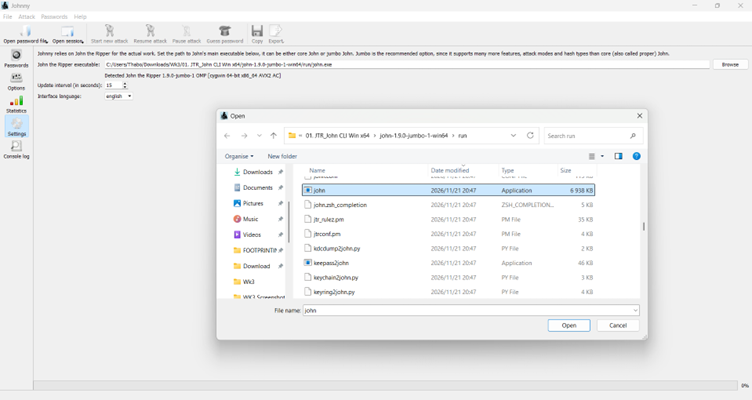 Johnny
File Attack Passwords Help
Open password file Open session Start new attack Resume attack Pause attack Guess password Copy Export
Johnny relies on John the Ripper for the actual work. Set the path to John's main executable below, it can be either core John or jumbo John. Jumbo is the recommended option, since it supports many more features, attack modes and hash types than core (also called proper) John.
John the Ripper executable: C:/Users/Thabo/Downloads/Wk3/01. JTR_John CLI Win x64/john-1.9.0-jumbo-1-win64/run/john.exe Browse
Detected John the Ripper 1.9.0-jumbo-1 OMP [cygwin 64-bit x86_64 AVX2 AC]
Update interval (in seconds): 15
Interface language: english
Passwords
Options
Statistics
Settings
Console log
Open
« 01. JTR_John CLI Win x64 > john-1.9.0-jumbo-1-win64 > run Search run
Organise New folder
Name Date modified Type Size
john 2026/11/21 20:47 Application 6 938 KB
john.zsh_completion 2026/11/21 20:47 ZSH_COMPLETION... 5 KB
jtr_rulez.pm 2026/11/21 20:47 PM File 35 KB
jtrconf.pm 2026/11/21 20:47 PM File 4 KB
kdcdump2john.py 2026/11/21 20:47 PY File 2 KB
keepass2john 2026/11/21 20:47 Application 46 KB
keychain2john.py 2026/11/21 20:47 PY File 3 KB
keyring2john.py 2026/11/21 20:47 PY File 4 KB
Downloads
Documents
Pictures
Music
Videos
FOOTPRINTIN
Download
Wk3
WK3 Screenshot
File name: john
Open Cancel
0%